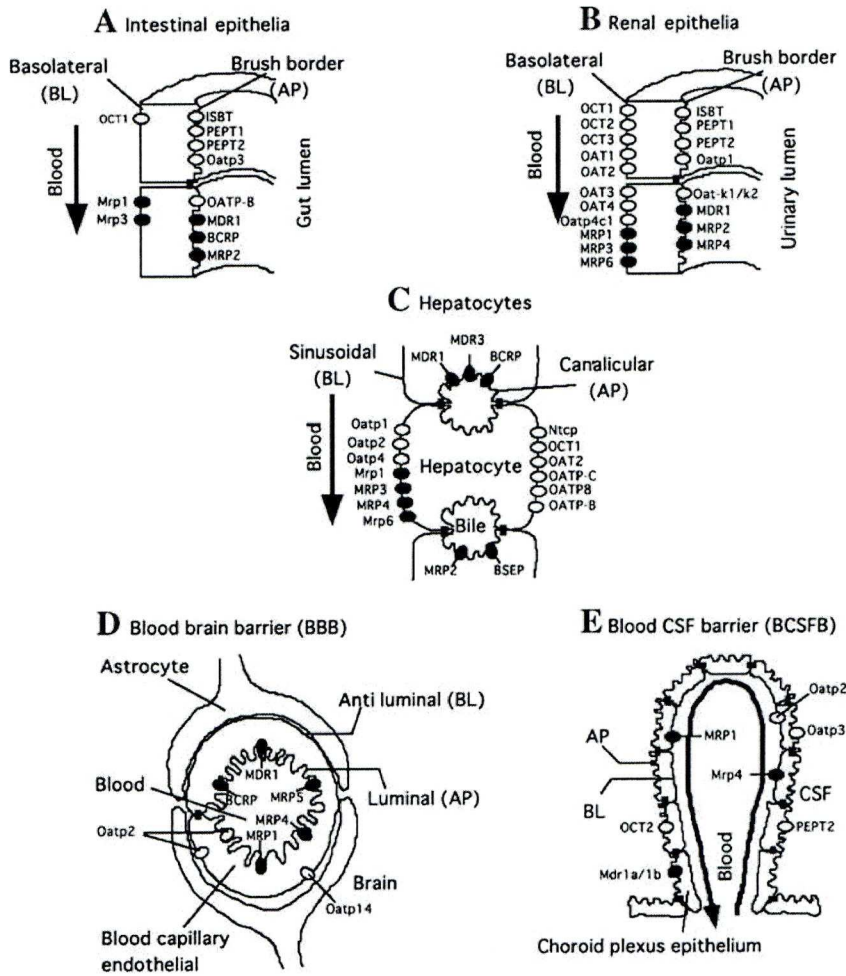 A Intestinal epithelia
Basolateral
(BL)
Brush border
(AP)
OCT1
ISBT
PEPT1
PEPT2
Oatp3
Blood
Gut lumen
Mrp1
Mrp3
OATP-B
MDR1
BCRP
MRP2
B Renal epithelia
Basolateral
(BL)
Brush border
(AP)
OCT1
OCT2
OCT3
OAT1
OAT2
ISBT
PEPT1
PEPT2
Oatp1
Blood
Urinary lumen
OAT3
OAT4
Oatp4c1
MRP1
MRP3
MRP6
Oat-k1/k2
MDR1
MRP2
MRP4
C Hepatocytes
Sinusoidal
(BL)
MDR1
MDR3
BCRP
Canalicular
(AP)
Blood
Oatp1
Oatp2
Oatp4
Mrp1
MRP3
MRP4
Mrp6
Hepatocyte
Ntcp
OCT1
OAT2
OATP-C
OATP8
OATP-B
Bile
MRP2
BSEP
D Blood brain barrier (BBB)
Astrocyte
Anti luminal (BL)
MDR1
BCRP
MRP5
Luminal (AP)
Blood
MRP4
MRP1
Oatp2
Brain
Oatp14
Blood capillary
endothelial
E Blood CSF barrier (BCSFB)
Oatp2
Oatp3
AP
MRP1
Mrp4
CSF
BL
OCT2
PEPT2
Blood
Mdr1a/1b
Choroid plexus epithelium